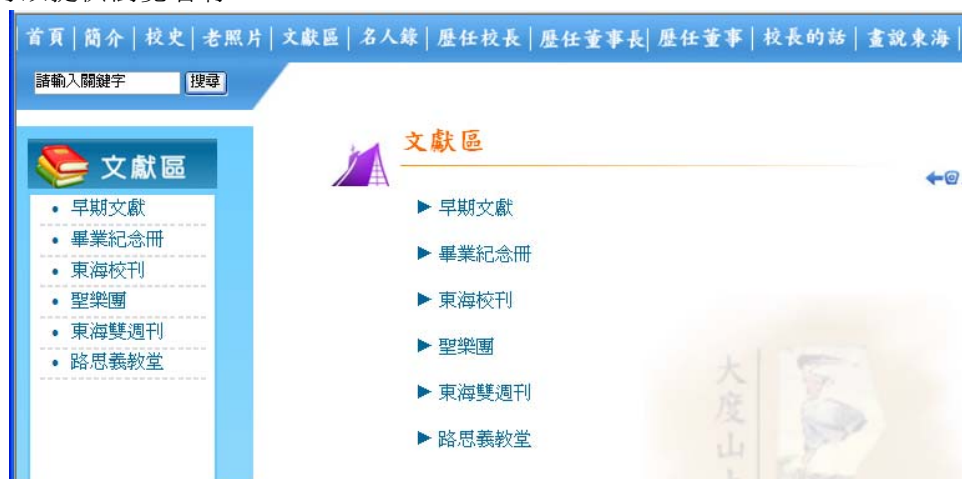 首頁 | 簡介 | 校史 | 老照片 | 文獻區 | 名人錄 | 歷任校長 | 歷任董事長 | 歷任董事 | 校長的話 | 畫說東海 |
請輸入關鍵字 搜尋
文獻區
• 早期文獻
• 畢業紀念冊
• 東海校刊
• 聖樂團
• 東海雙週刊
• 路思義教堂
文獻區
▶ 早期文獻
▶ 畢業紀念冊
▶ 東海校刊
▶ 聖樂團
▶ 東海雙週刊
▶ 路思義教堂
大度山